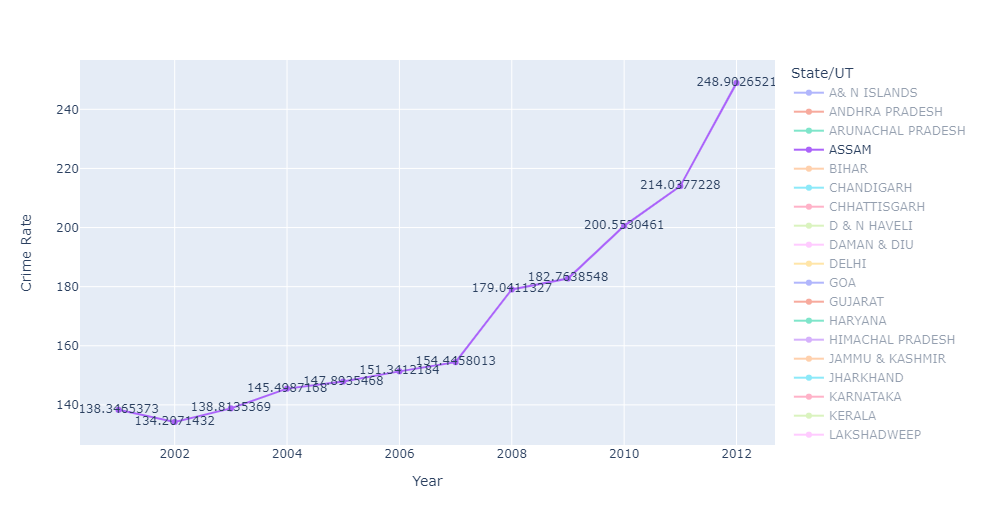 State/UT
A& N ISLANDS
ANDHRA PRADESH
ARUNACHAL PRADESH
ASSAM
BIHAR
CHANDIGARH
CHHATTISGARH
D & N HAVELI
DAMAN & DIU
DELHI
GOA
GUJARAT
HARYANA
HIMACHAL PRADESH
JAMMU & KASHMIR
JHARKHAND
KARNATAKA
KERALA
LAKSHADWEEP
Crime Rate
240
220
200
180
160
140
138.3465373
134.2071432
138.8135369
145.4987168
147.8935468
151.3412184
154.4458013
179.0411327
182.7638548
200.5530461
214.0377228
248.9026521
2002
2004
2006
2008
2010
2012
Year